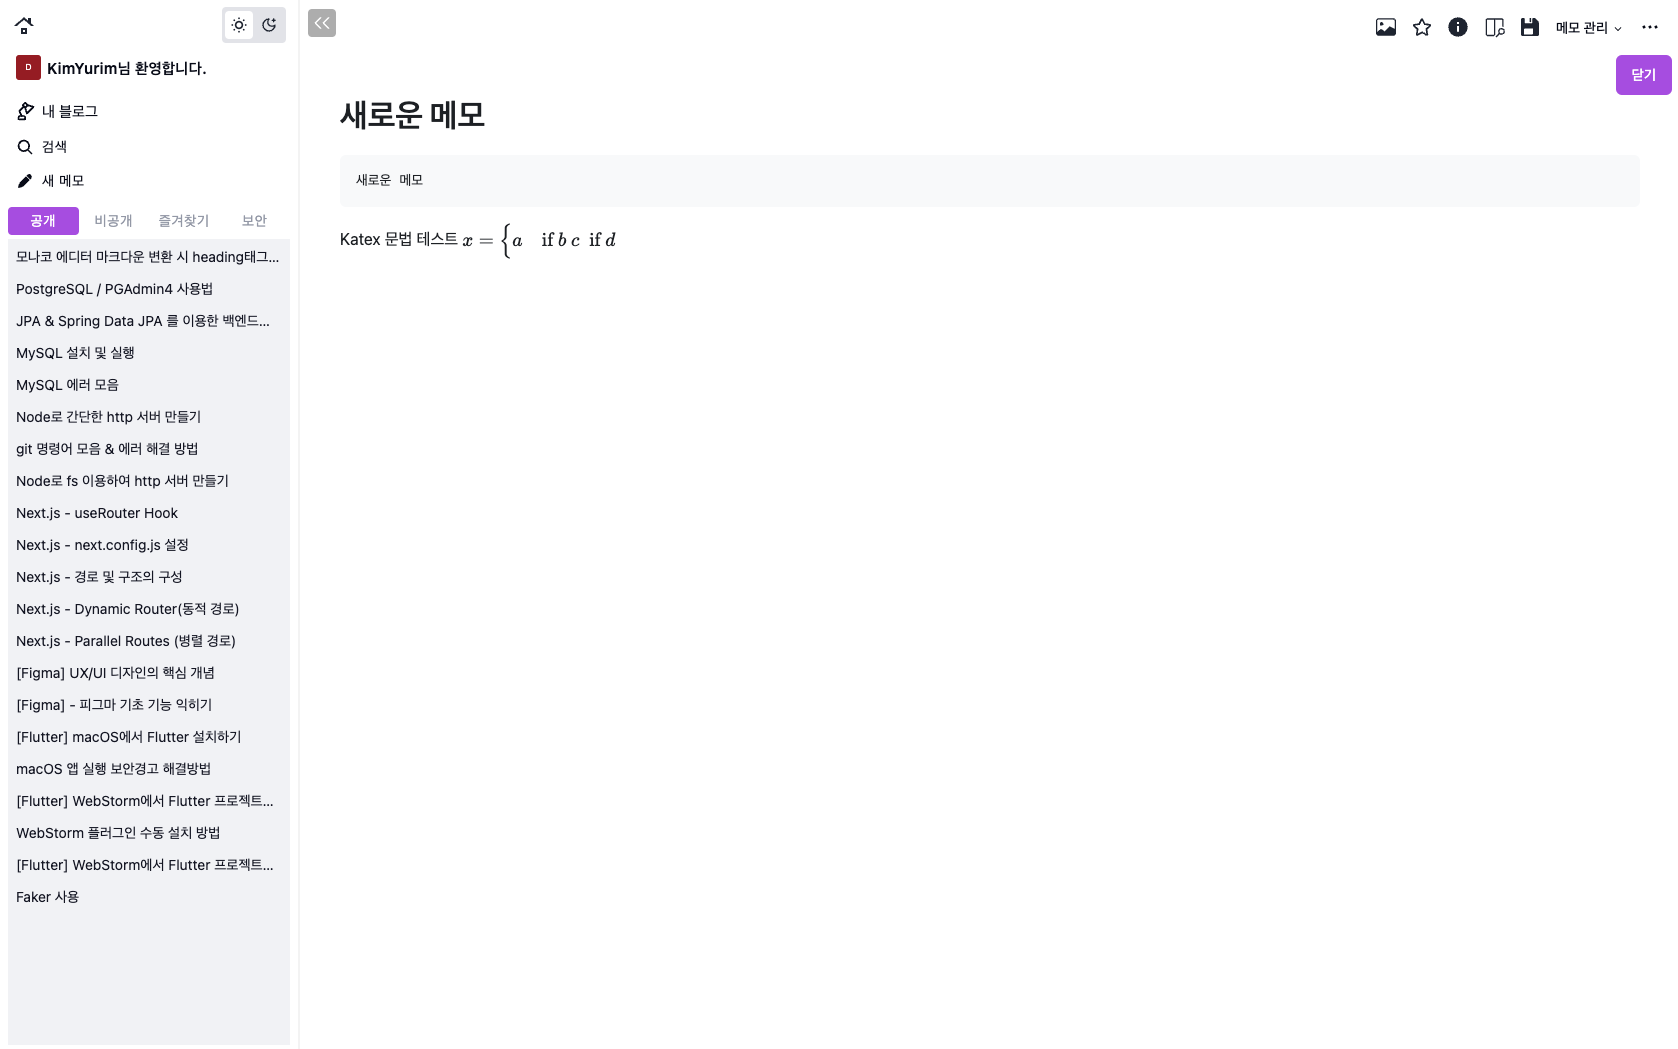 D KimYurim님 환영합니다.
내 블로그
검색
새 메모
공개 비공개 즐겨찾기 보안
모나코 에디터 마크다운 변환 시 heading태그...
PostgreSQL / PGAdmin4 사용법
JPA & Spring Data JPA 를 이용한 백엔드...
MySQL 설치 및 실행
MySQL 에러 모음
Node로 간단한 http 서버 만들기
git 명령어 모음 & 에러 해결 방법
Node로 fs 이용하여 http 서버 만들기
Next.js - useRouter Hook
Next.js - next.config.js 설정
Next.js - 경로 및 구조의 구성
Next.js - Dynamic Router(동적 경로)
Next.js - Parallel Routes (병렬 경로)
[Figma] UX/UI 디자인의 핵심 개념
[Figma] - 피그마 기초 기능 익히기
[Flutter] macOS에서 Flutter 설치하기
macOS 앱 실행 보안경고 해결방법
[Flutter] WebStorm에서 Flutter 프로젝트...
WebStorm 플러그인 수동 설치 방법
[Flutter] WebStorm에서 Flutter 프로젝트...
Faker 사용
메모 관리
닫기
새로운 메모
새로운 메모
Katex 문법 테스트 x = {a if b c if d